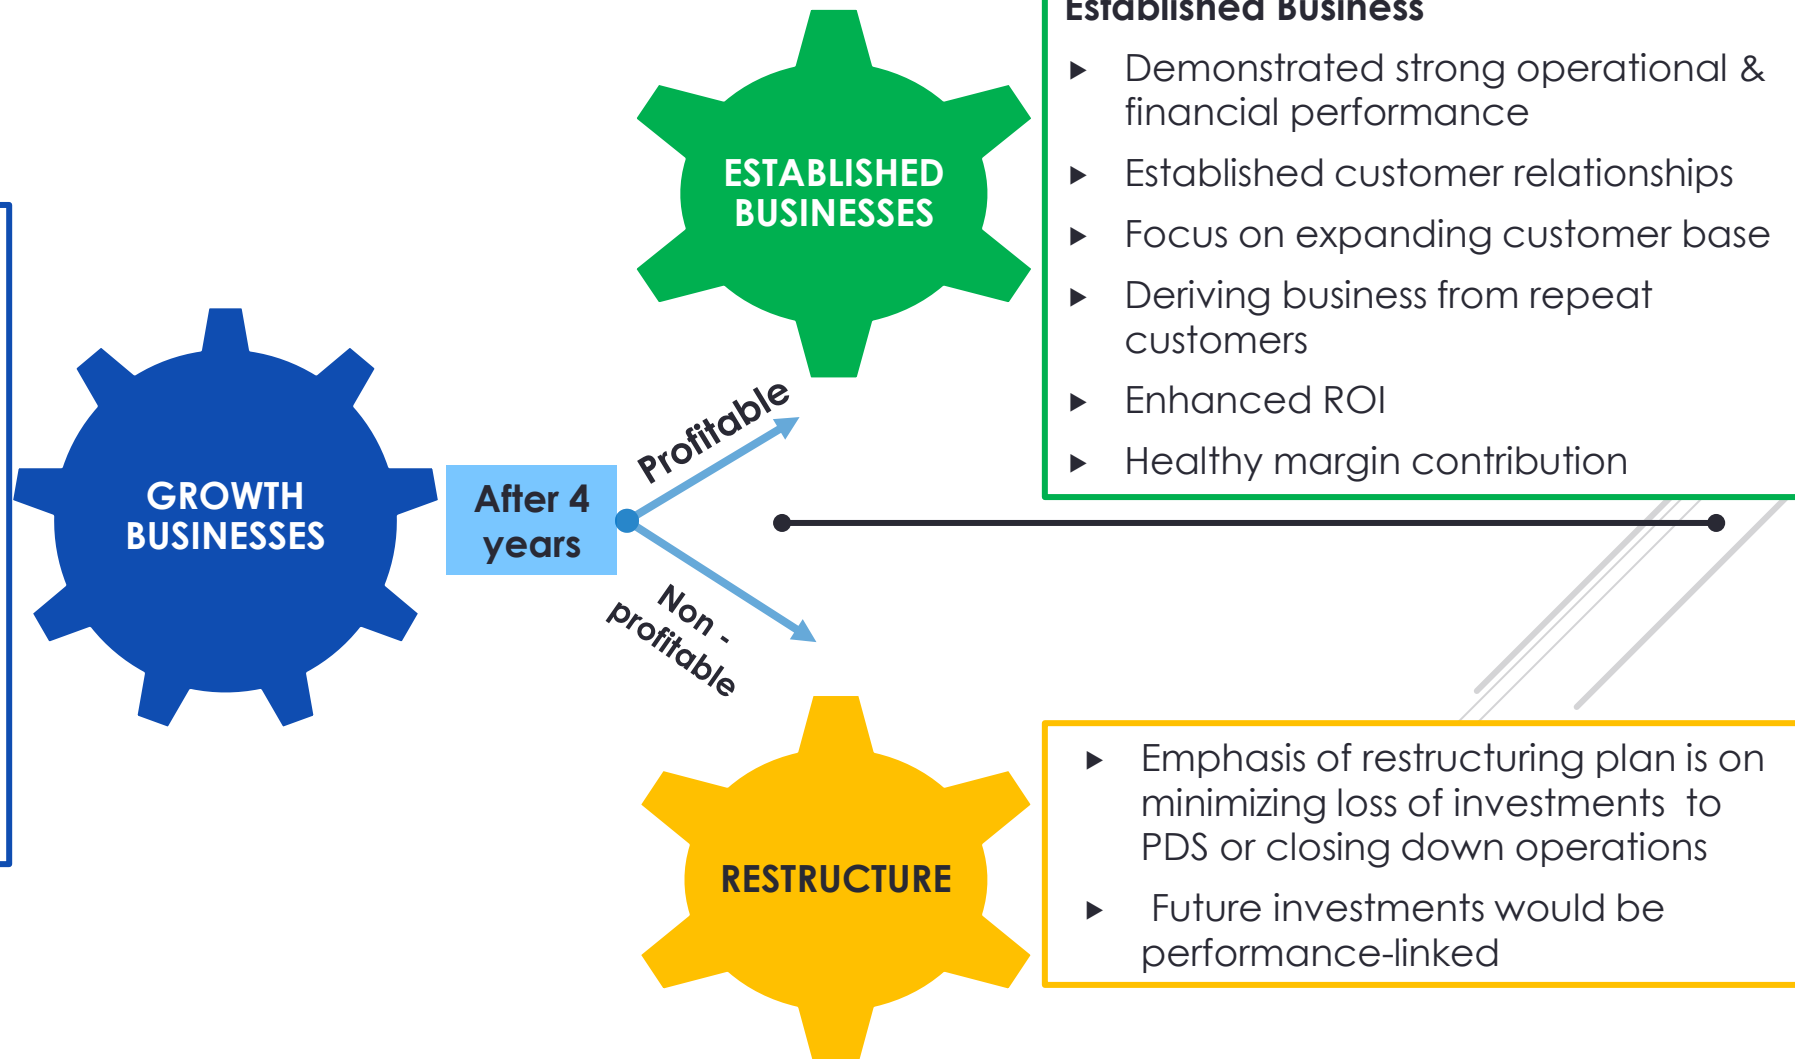 GROWTH
BUSINESSES
After 4
years
Profitable
Non -
profitable
ESTABLISHED
BUSINESSES
Established Business
Demonstrated strong operational &
financial performance
Established customer relationships
Focus on expanding customer base
Deriving business from repeat
customers
Enhanced ROI
Healthy margin contribution
RESTRUCTURE
Emphasis of restructuring plan is on
minimizing loss of investments to
PDS or closing down operations
Future investments would be
performance-linked